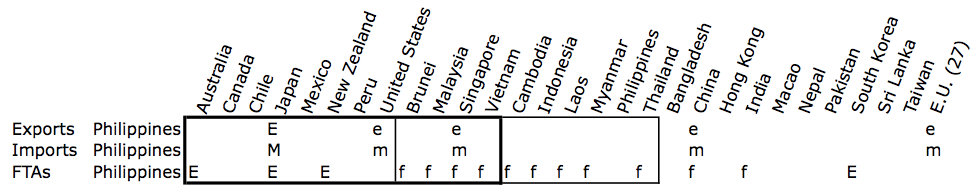 Australia
Canada
Chile
Japan
Mexico
New Zealand
Peru
United States
Brunei
Malaysia
Singapore
Vietnam
Cambodia
Indonesia
Laos
Myanmar
Philippines
Thailand
Bangladesh
China
Hong Kong
India
Macao
Nepal
Pakistan
South Korea
Sri Lanka
Taiwan
E.U. (27)
Exports Philippines E e e e e
Imports Philippines M m m m m
FTAs Philippines E E E f f f f f f f f f f f E